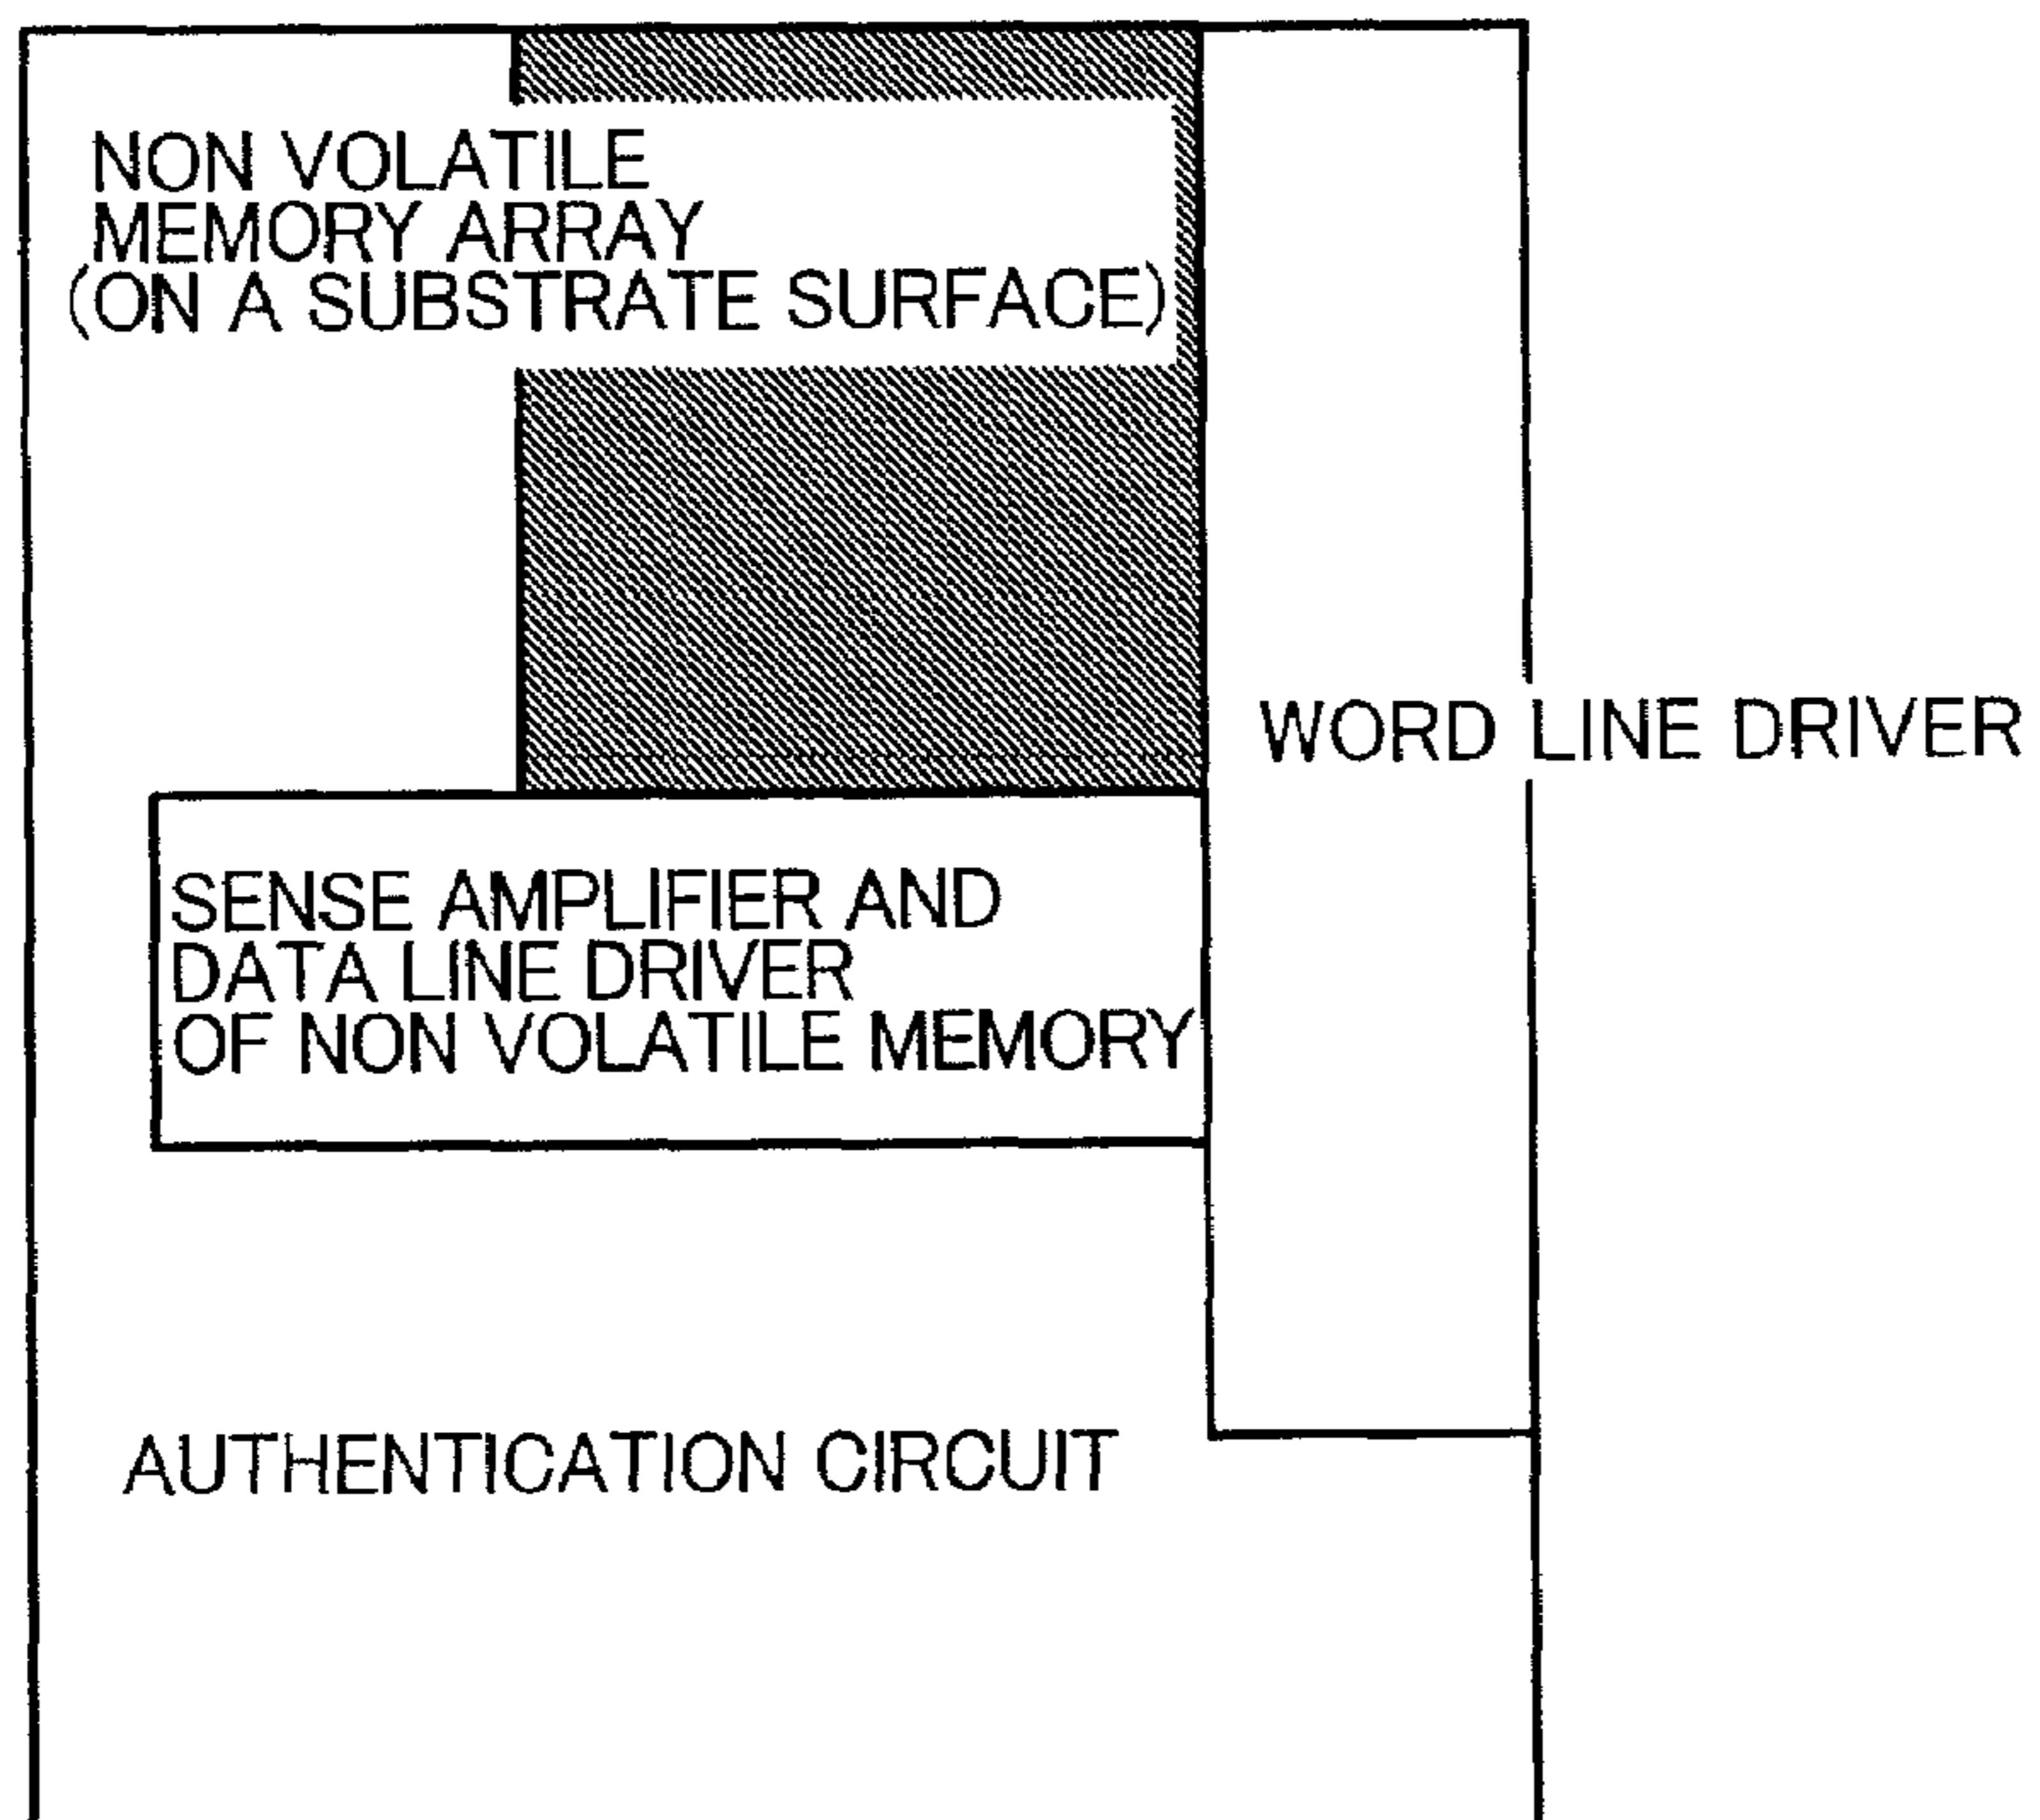 NON VOLATILE
MEMORY ARRAY
(ON A SUBSTRATE SURFACE)
WORD LINE DRIVER
SENSE AMPLIFIER AND
DATA LINE DRIVER
OF NON VOLATILE MEMORY
AUTHENTICATION CIRCUIT